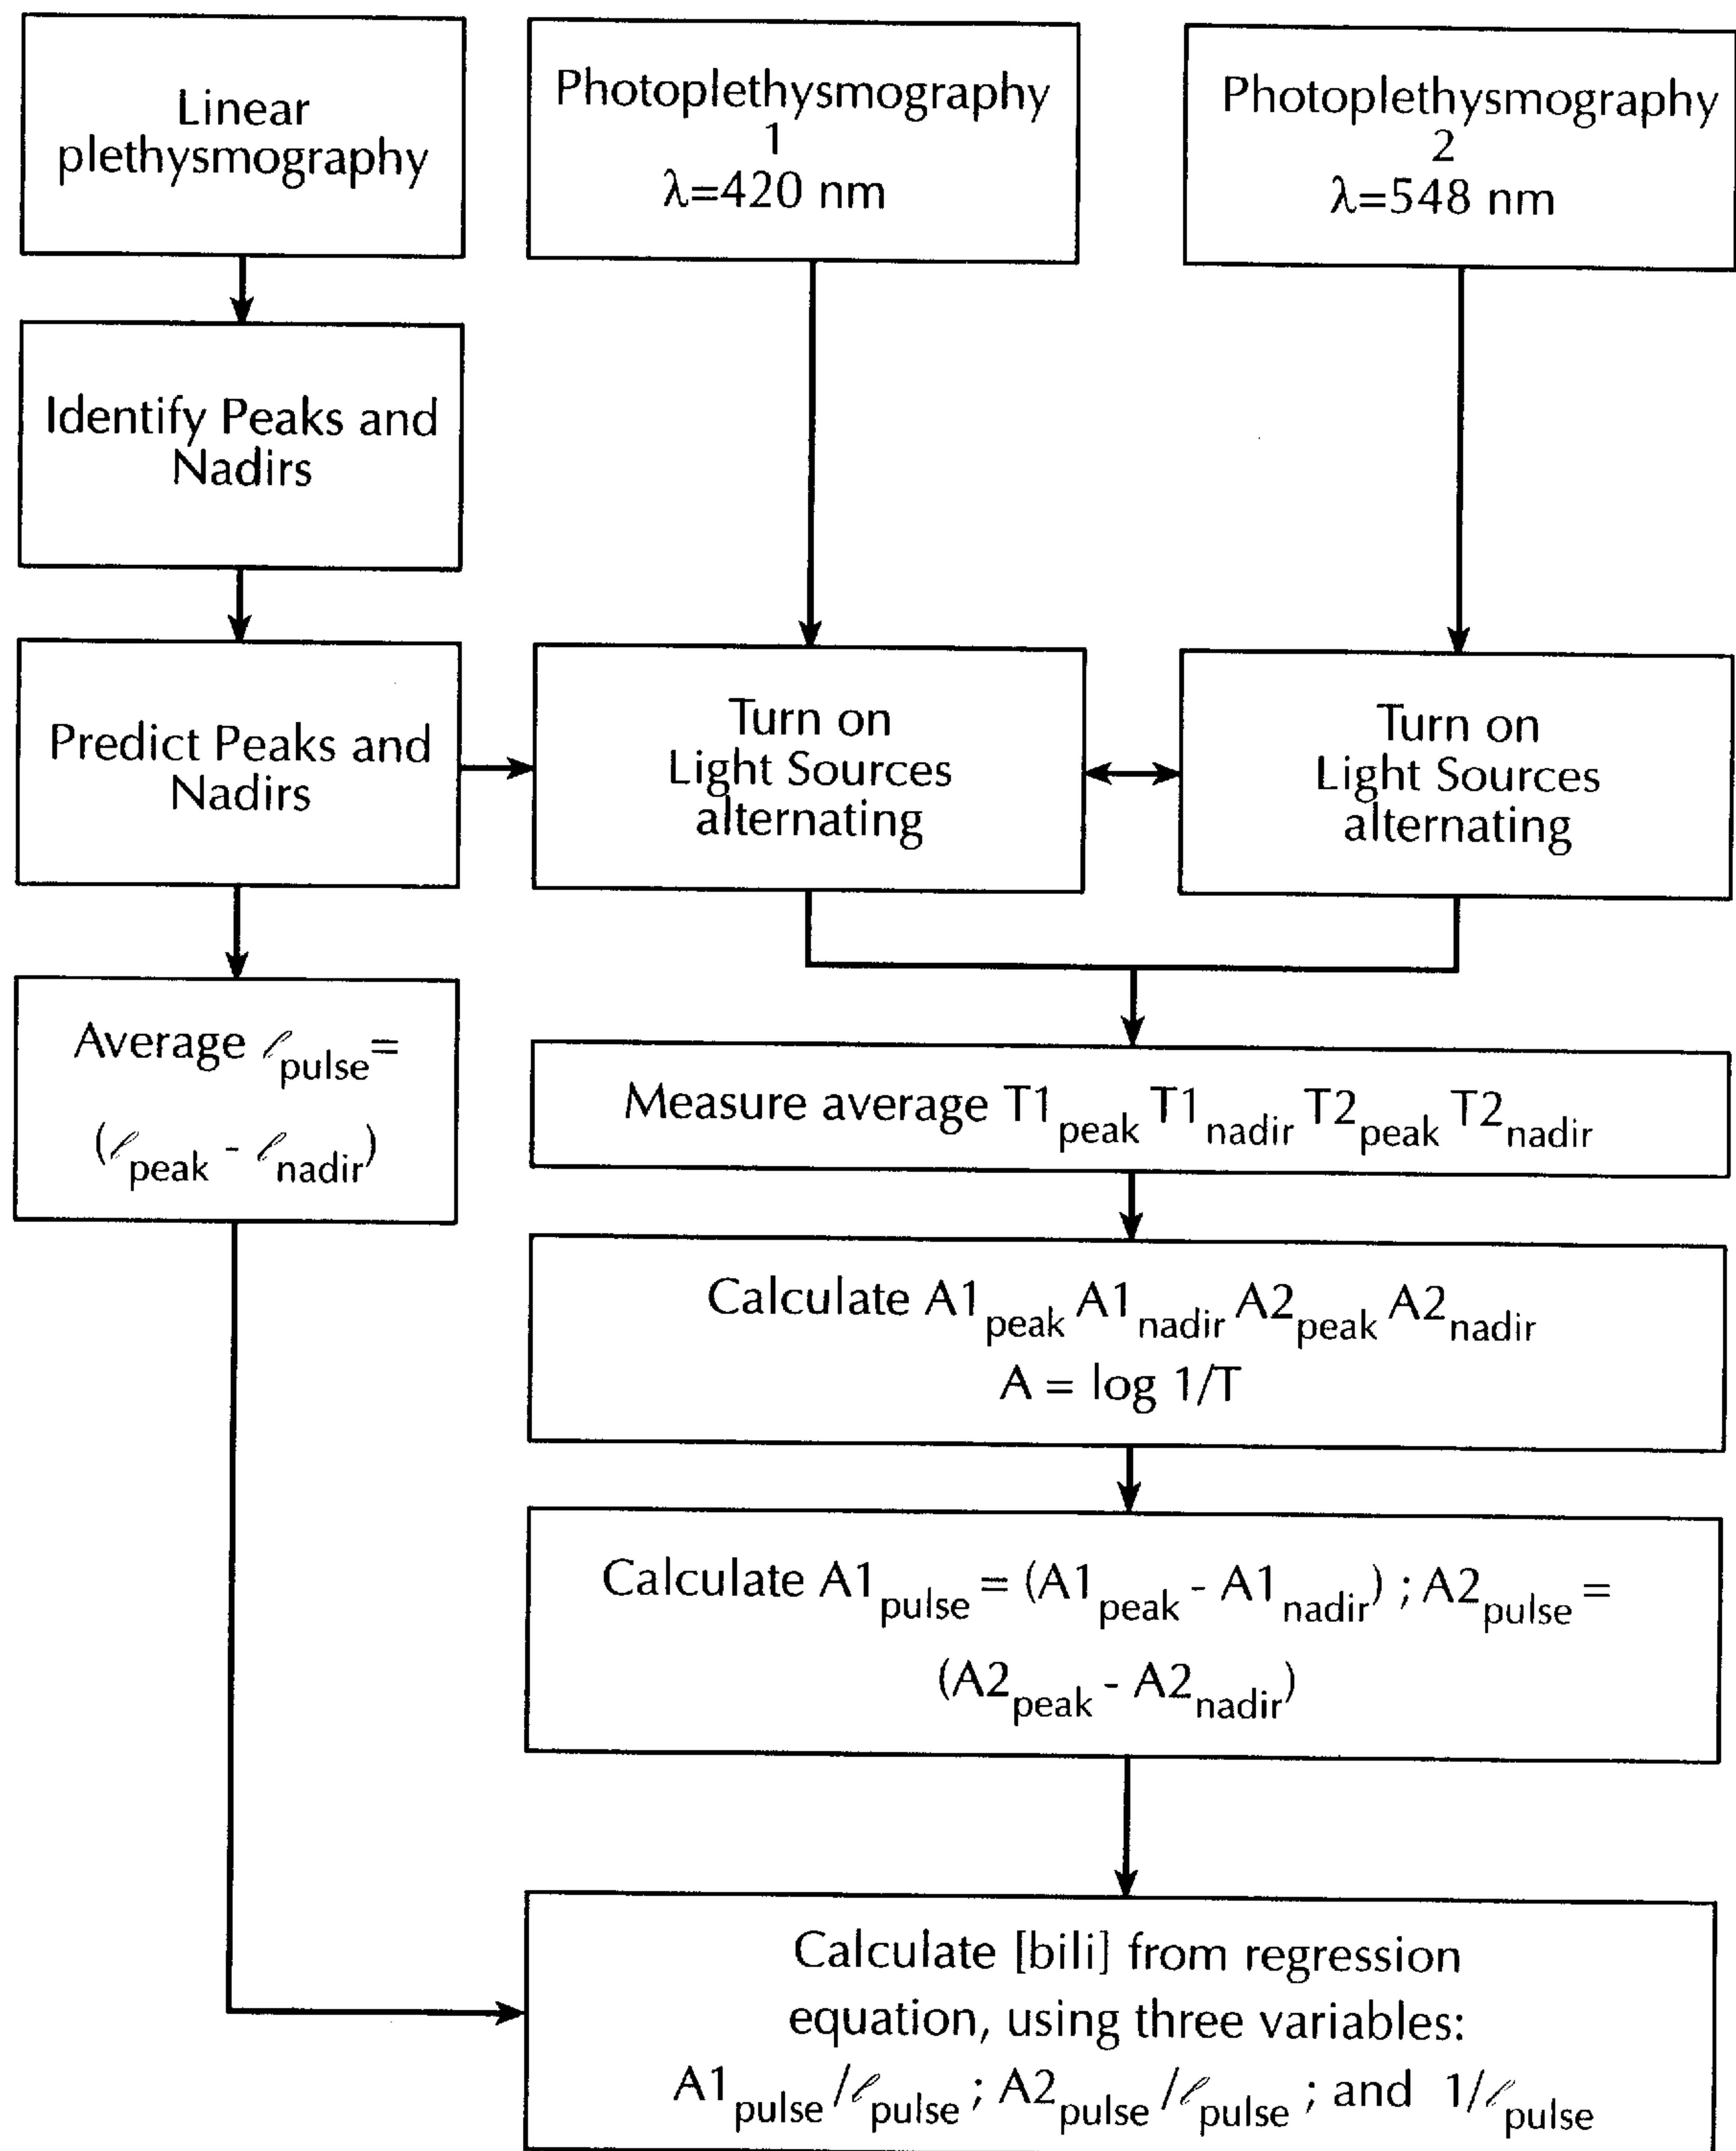 Linear
plethysmography
Photoplethysmography
1
λ=420 nm
Photoplethysmography
2
λ=548 nm
Identify Peaks and
Nadirs
Predict Peaks and
Nadirs
Turn on
Light Sources
alternating
Turn on
Light Sources
alternating
Average ℓpulse=
(ℓpeak - ℓnadir)
Measure average T1peak T1nadir T2peak T2nadir
Calculate A1peak A1nadir A2peak A2nadir
A = log 1/T
Calculate A1pulse = (A1peak - A1nadir) ; A2pulse =
(A2peak - A2nadir)
Calculate [bili] from regression
equation, using three variables:
A1pulse/ℓpulse ; A2pulse/ℓpulse ; and 1/ℓpulse